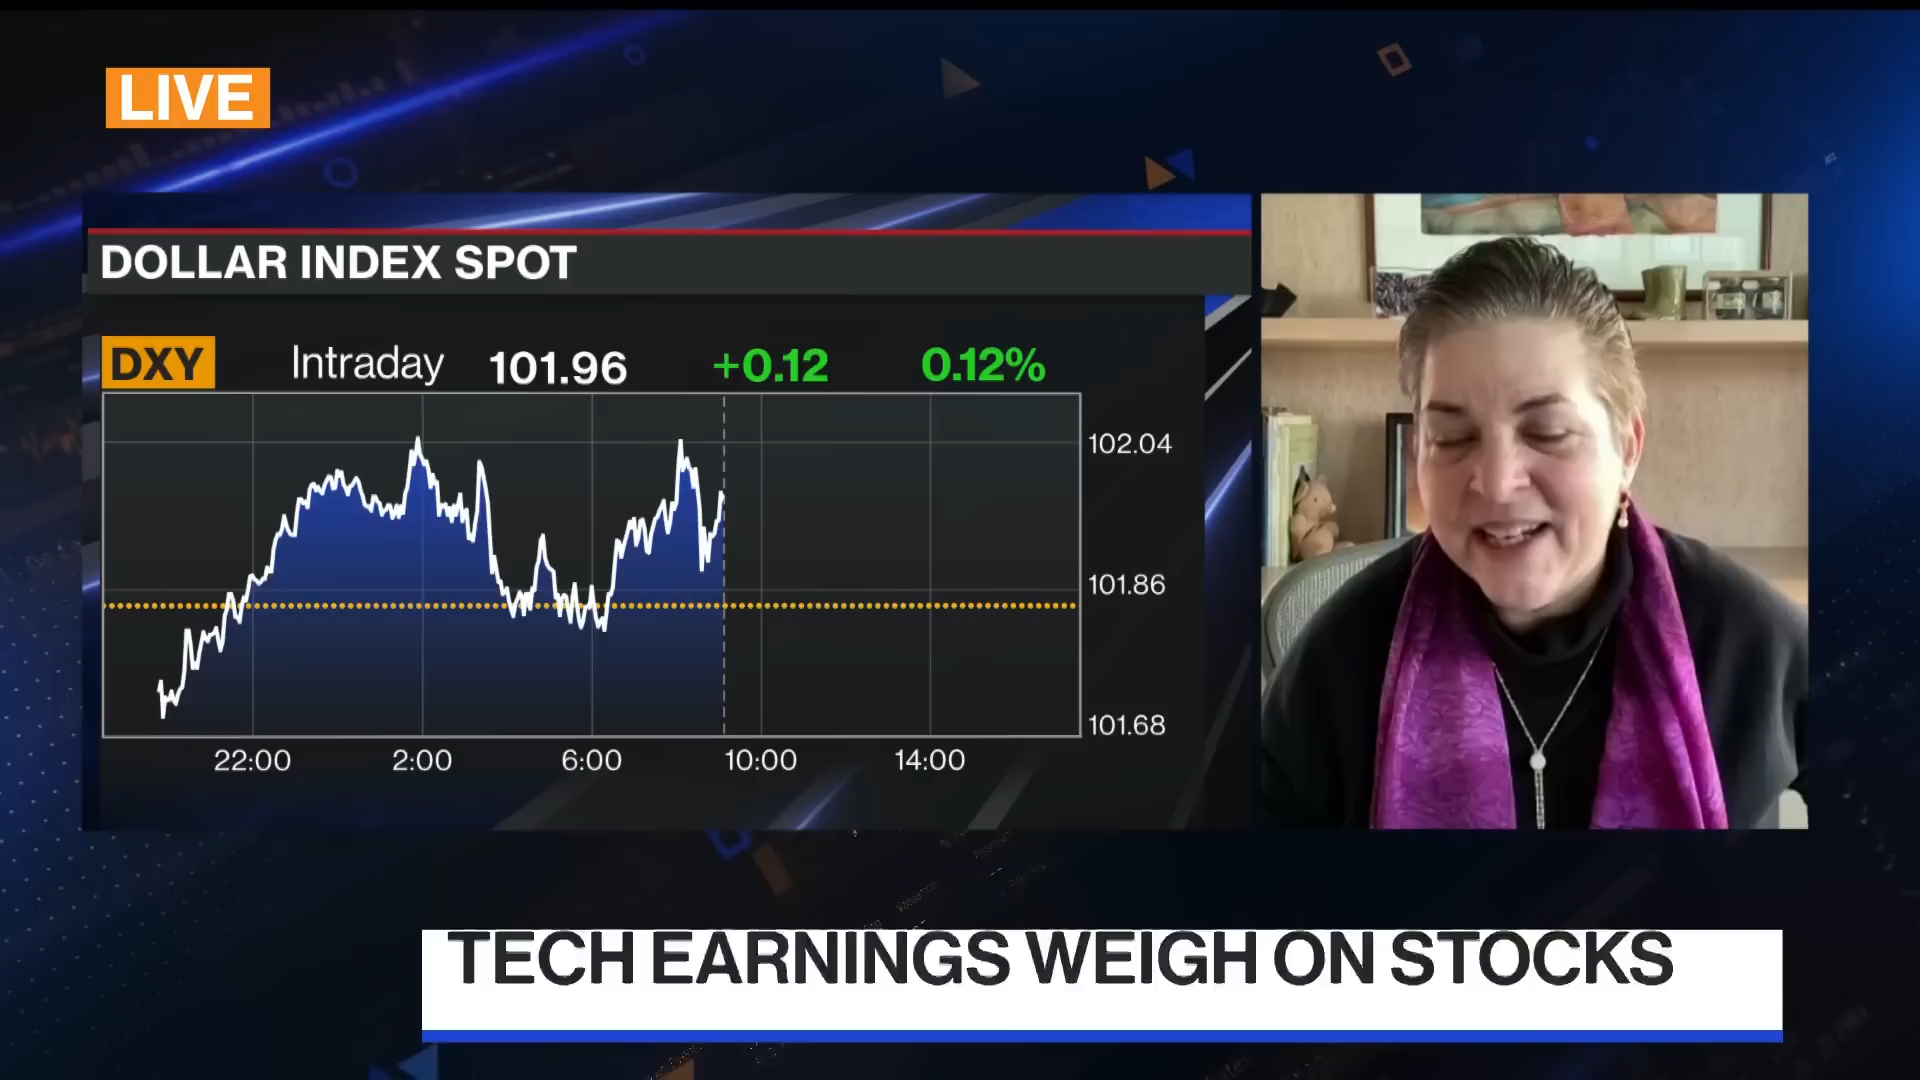 LIVE
DOLLAR INDEX SPOT
DXY Intraday 101.96 +0.12 0.12%
102.04
101.86
101.68
22:00 2:00 6:00 10:00 14:00
TECH EARNINGS WEIGH ON STOCKS